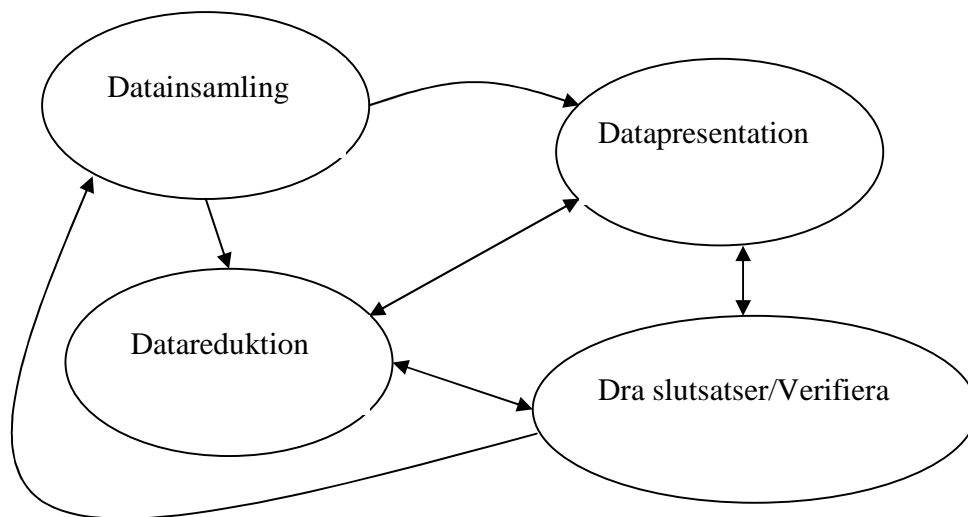 Datainsamling
Datapresentation
Datareduktion
Dra slutsatser/Verifiera